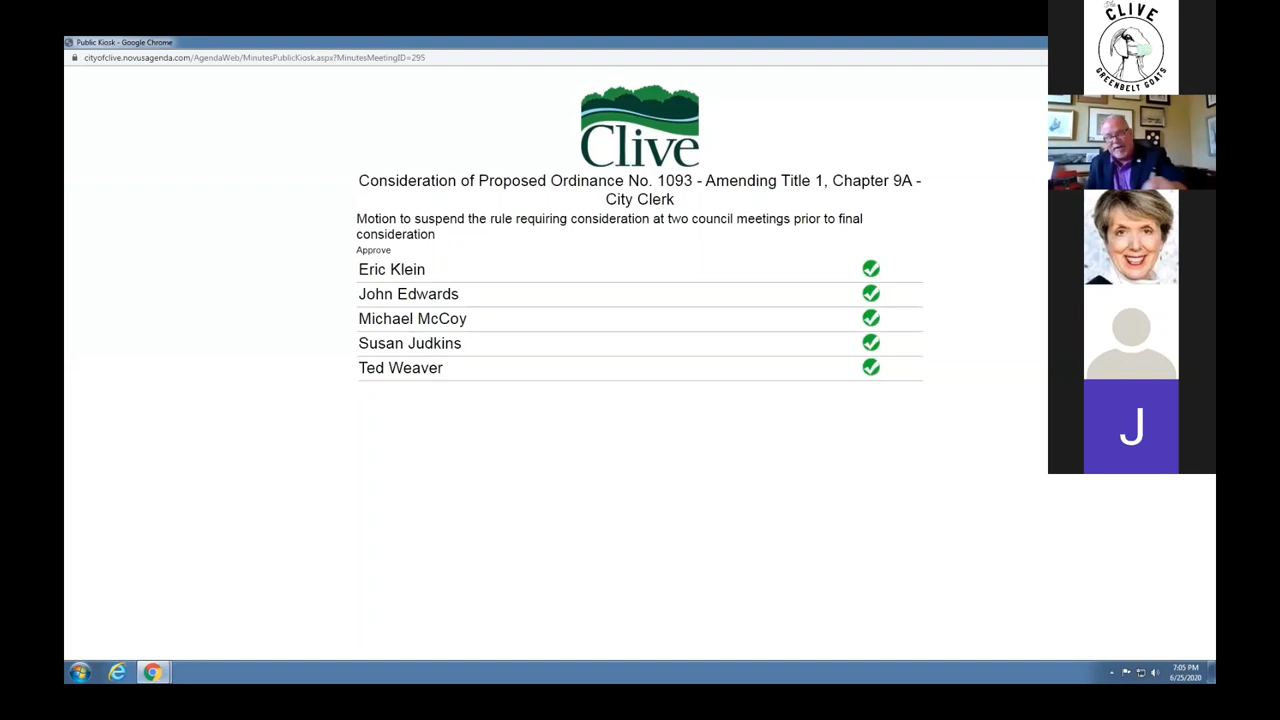 Public Kiosk - Google Chrome
cityofclive.novusagenda.com/AgendaWeb/MinutesPublicKiosk.aspx?MinutesMeetingID=295
The
CLIVE
GREENBELT GOATS
Clive
Consideration of Proposed Ordinance No. 1093 - Amending Title 1, Chapter 9A -
City Clerk
Motion to suspend the rule requiring consideration at two council meetings prior to final
consideration
Approve
Eric Klein
John Edwards
Michael McCoy
Susan Judkins
Ted Weaver
J
7:05 PM
6/25/2020